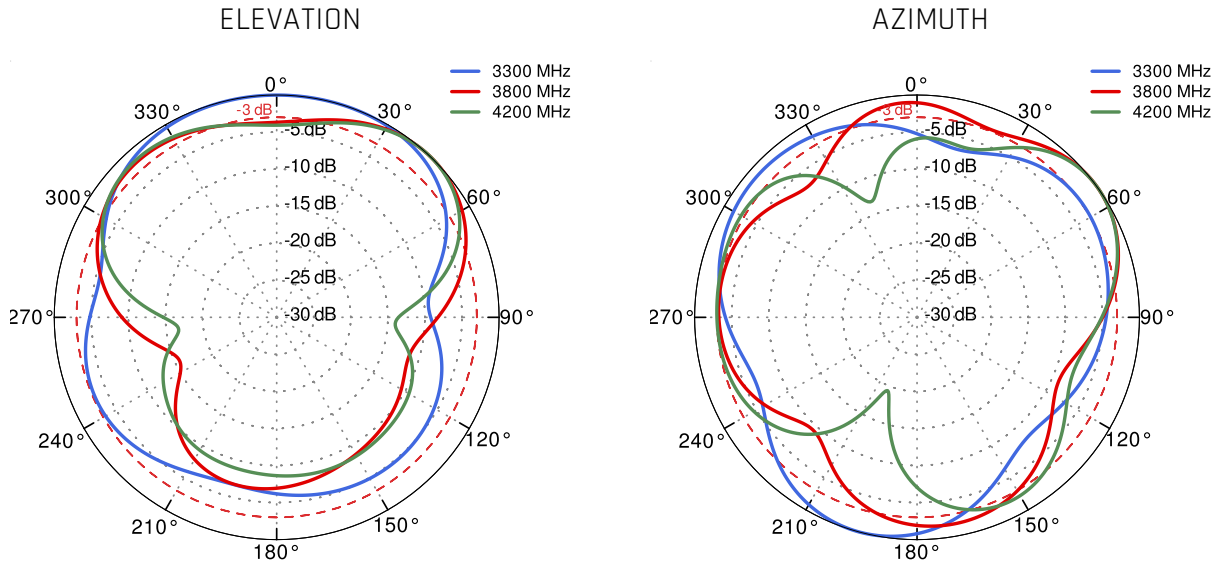 ELEVATION
3300 MHz
3800 MHz
4200 MHz
0°
30°
60°
90°
120°
150°
180°
210°
240°
270°
300°
330°
-3 dB
-5 dB
-10 dB
-15 dB
-20 dB
-25 dB
-30 dB
AZIMUTH
3300 MHz
3800 MHz
4200 MHz
0°
30°
60°
90°
120°
150°
180°
210°
240°
270°
300°
330°
-3 dB
-5 dB
-10 dB
-15 dB
-20 dB
-25 dB
-30 dB